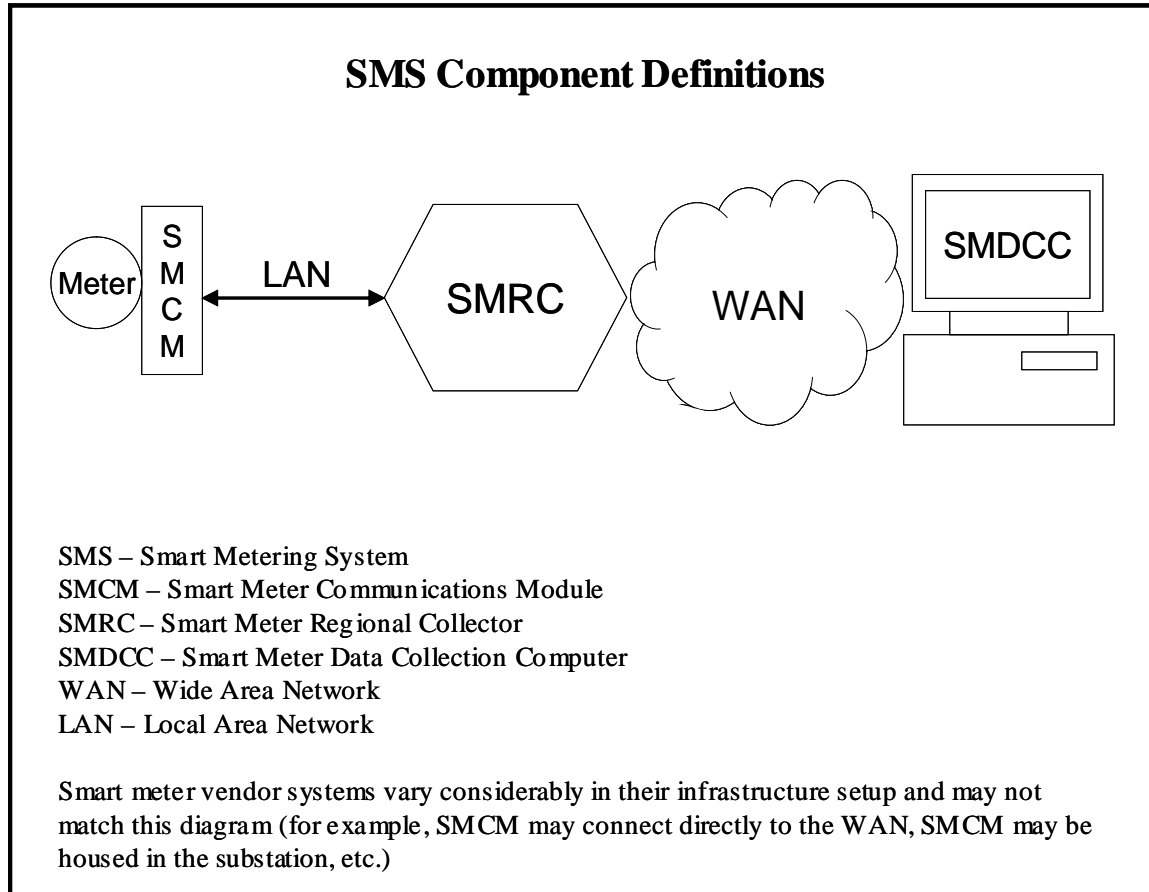 SMS Component Definitions
Meter
S
M
C
M
LAN
SMRC
WAN
SMDCC
SMS – Smart Metering System
SMCM – Smart Meter Communications Module
SMRC – Smart Meter Regional Collector
SMDCC – Smart Meter Data Collection Computer
WAN – Wide Area Network
LAN – Local Area Network
Smart meter vendor systems vary considerably in their infrastructure setup and may not
match this diagram (for example, SMCM may connect directly to the WAN, SMCM may be
housed in the substation, etc.)